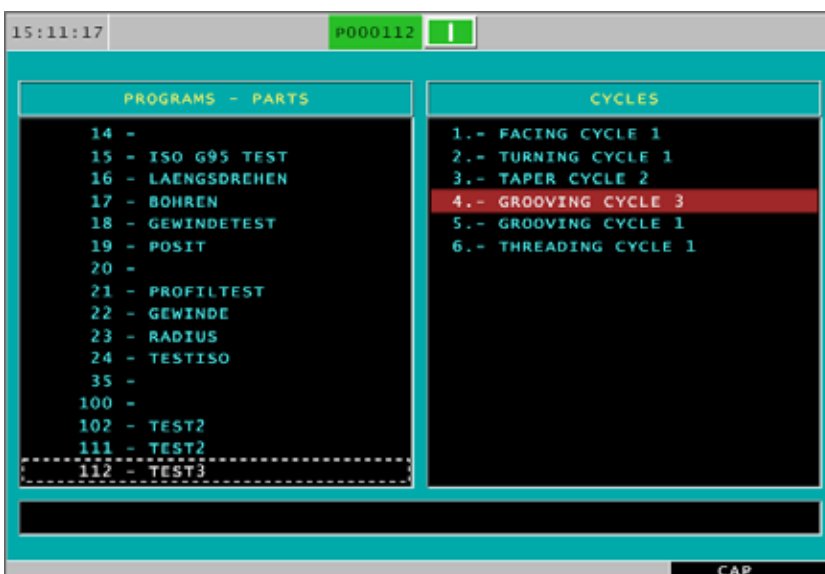 15:11:17 P000112
PROGRAMS - PARTS
14 -
15 - ISO G95 TEST
16 - LAENGSDREHEN
17 - BOHREN
18 - GEWINDETEST
19 - POSIT
20 -
21 - PROFILTEST
22 - GEWINDE
23 - RADIUS
24 - TESTISO
35 -
100 -
102 - TEST2
111 - TEST2
112 - TEST3
CYCLES
1.- FACING CYCLE 1
2.- TURNING CYCLE 1
3.- TAPER CYCLE 2
4.- GROOVING CYCLE 3
5.- GROOVING CYCLE 1
6.- THREADING CYCLE 1
CAP